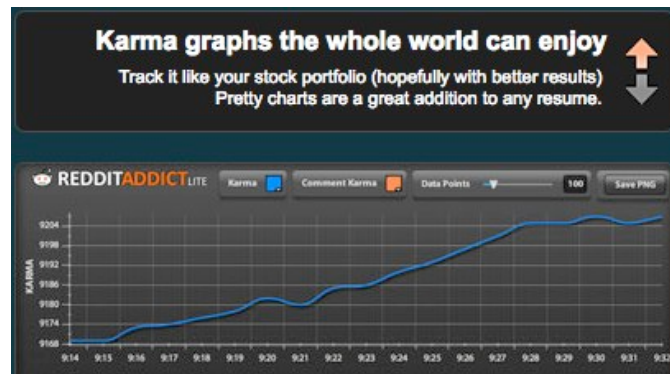 Karma graphs the whole world can enjoy
Track it like your stock portfolio (hopefully with better results)
Pretty charts are a great addition to any resume.
REDDITADDICTLITE Karma Comment Karma Data Points 100 Save PNG
9204
9198
9192
9186
9180
9174
9168
KARMA
9:14 9:15 9:16 9:17 9:18 9:19 9:20 9:21 9:22 9:23 9:24 9:25 9:26 9:27 9:28 9:29 9:30 9:31 9:32